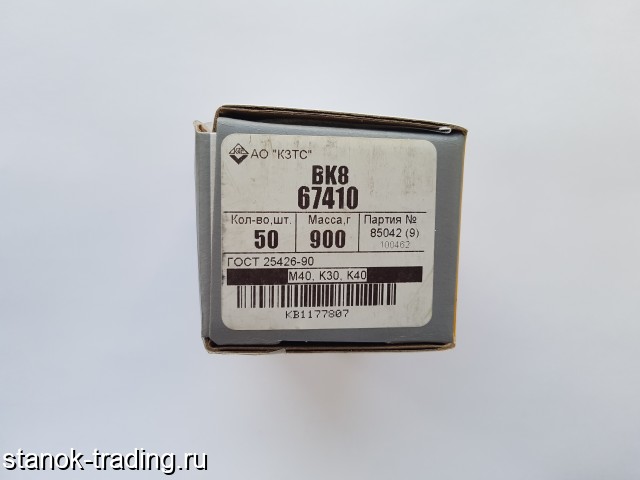 АО "КЗТС"
ВК8
67410
Кол-во,шт. Масса,г Партия №
50 900 85042 (9)
100462
ГОСТ 25426-90
М40, К30, К40
КВ1177807
stanok-trading.ru